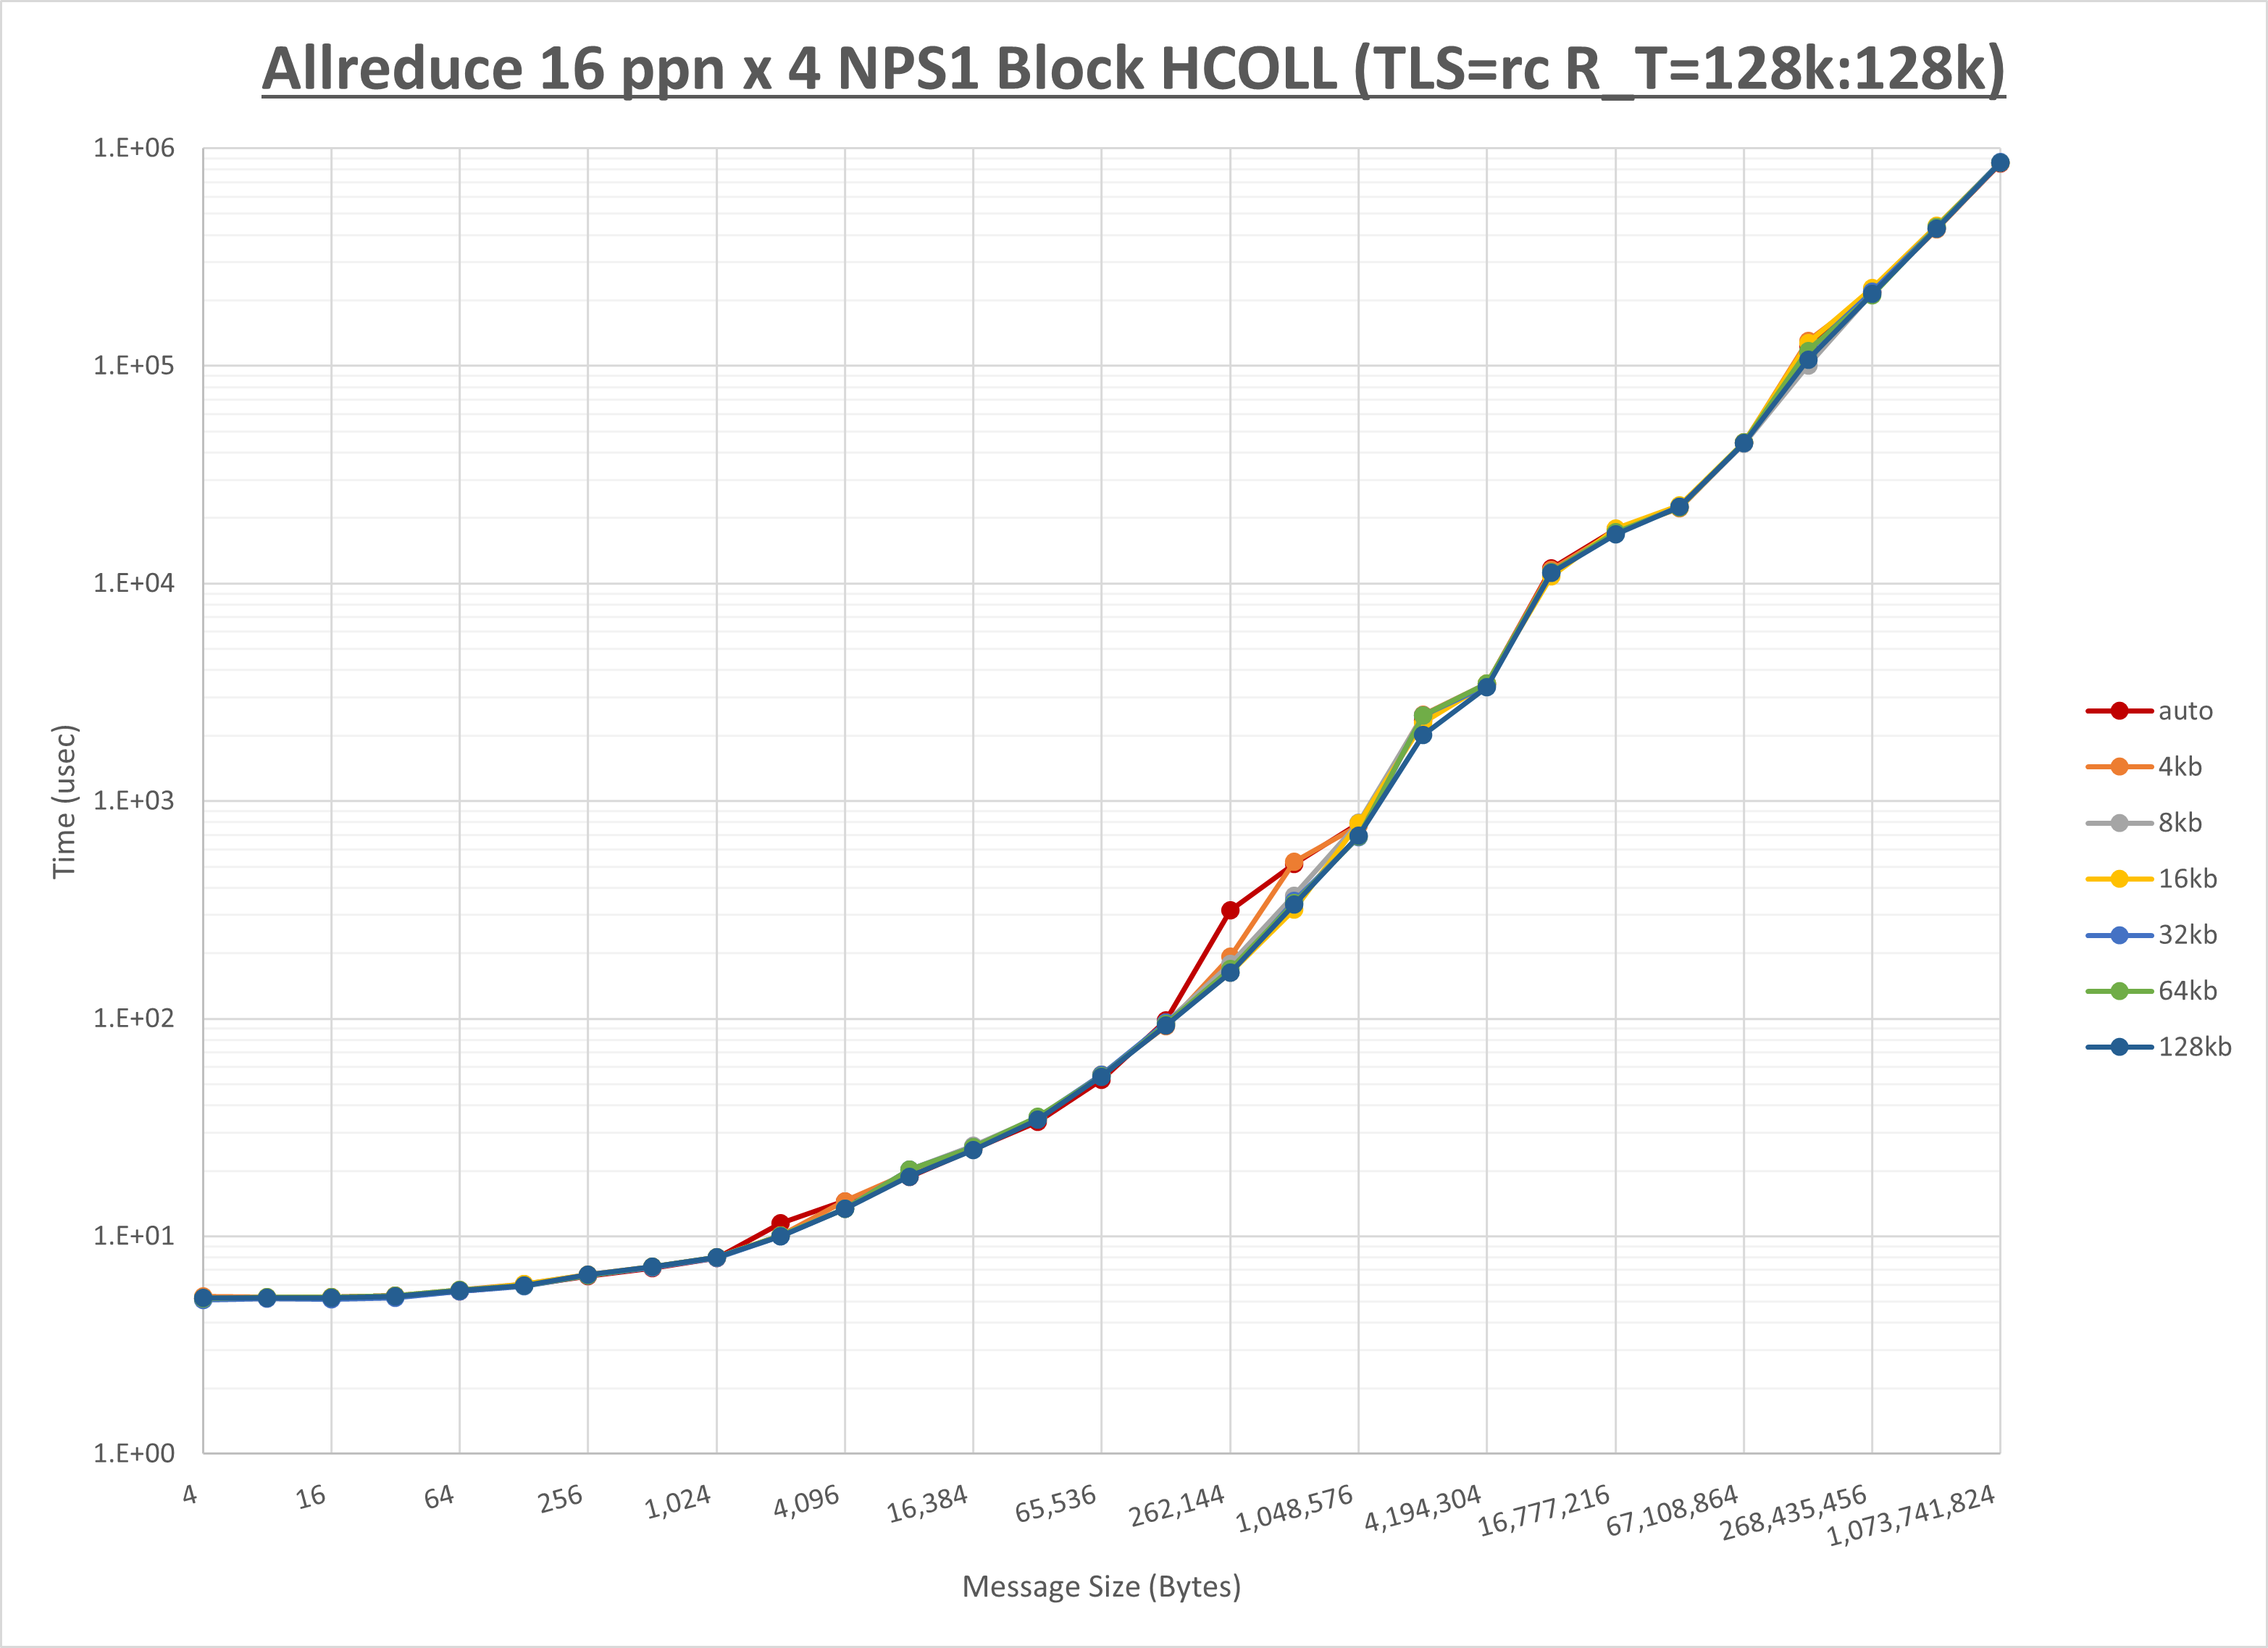 Allreduce 16 ppn x 4 NPS1 Block HCOLL (TLS=rc R_T=128k:128k)
1.E+06
1.E+05
1.E+04
1.E+03
1.E+02
1.E+01
1.E+00
Time (usec)
4
16
64
256
1,024
4,096
16,384
65,536
262,144
1,048,576
4,194,304
16,777,216
67,108,864
268,435,456
1,073,741,824
Message Size (Bytes)
auto
4kb
8kb
16kb
32kb
64kb
128kb